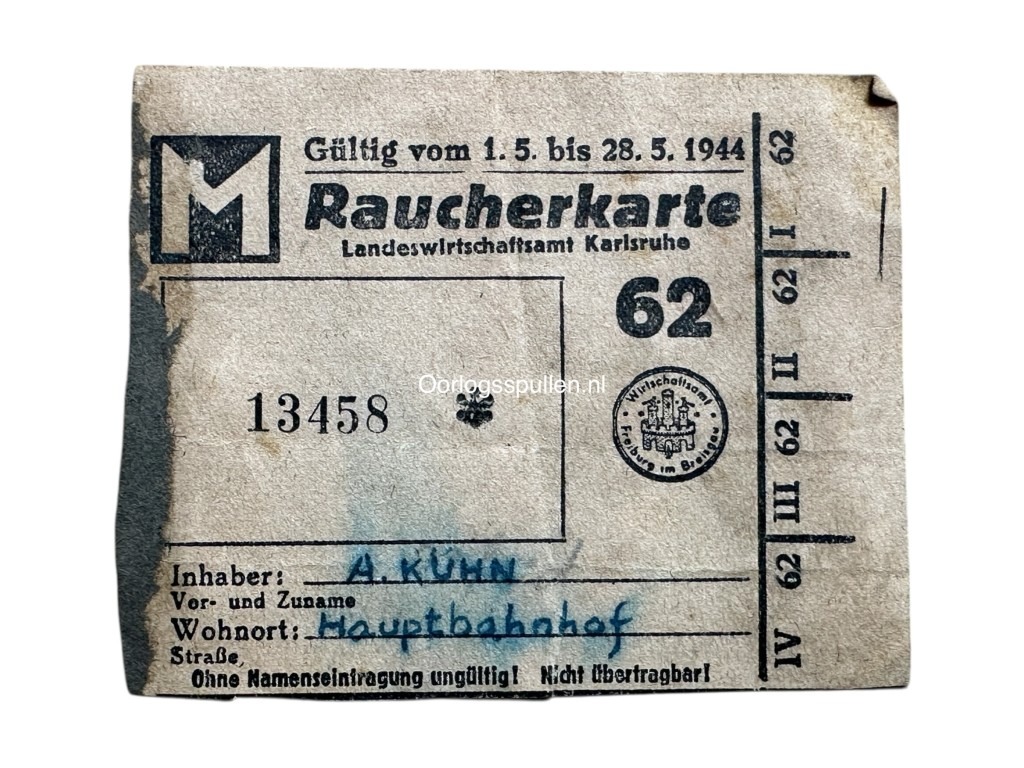 M
Gültig vom 1. 5. bis 28. 5. 1944
Raucherkarte
Landeswirtschaftsamt Karlsruhe
62
13458
Oorlogsspullen.nl
Wirtschaftsamt
Freiburg im Breisgau
Inhaber: A. KÜHN
Vor- und Zuname
Wohnort: Hauptbahnhof
Straße,
Ohne Namenseintragung ungültig! Nicht übertragbar!
I 62
II 62
III 62
IV 62